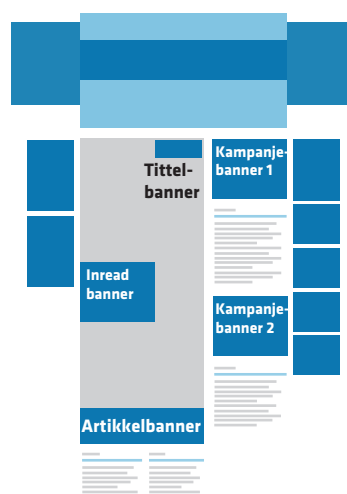 Tittel-
banner
Kampanje-
banner 1
Inread
banner
Kampanje-
banner 2
Artikkelbanner